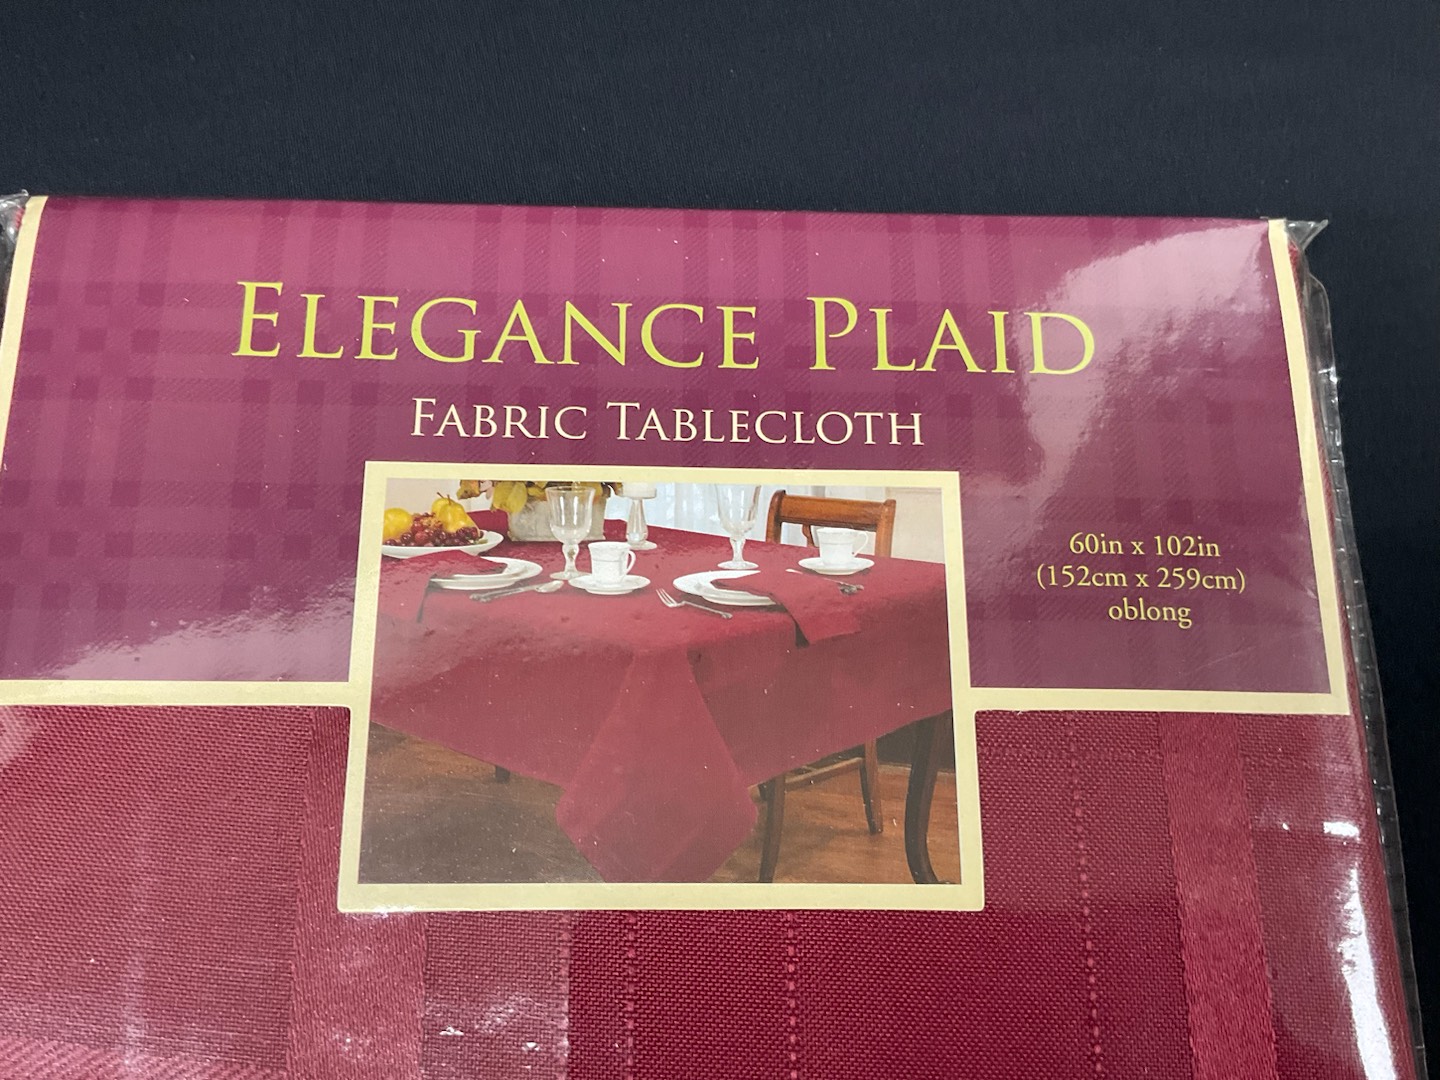 ELEGANCE PLAID
FABRIC TABLECLOTH
60in x 102in
(152cm x 259cm)
oblong